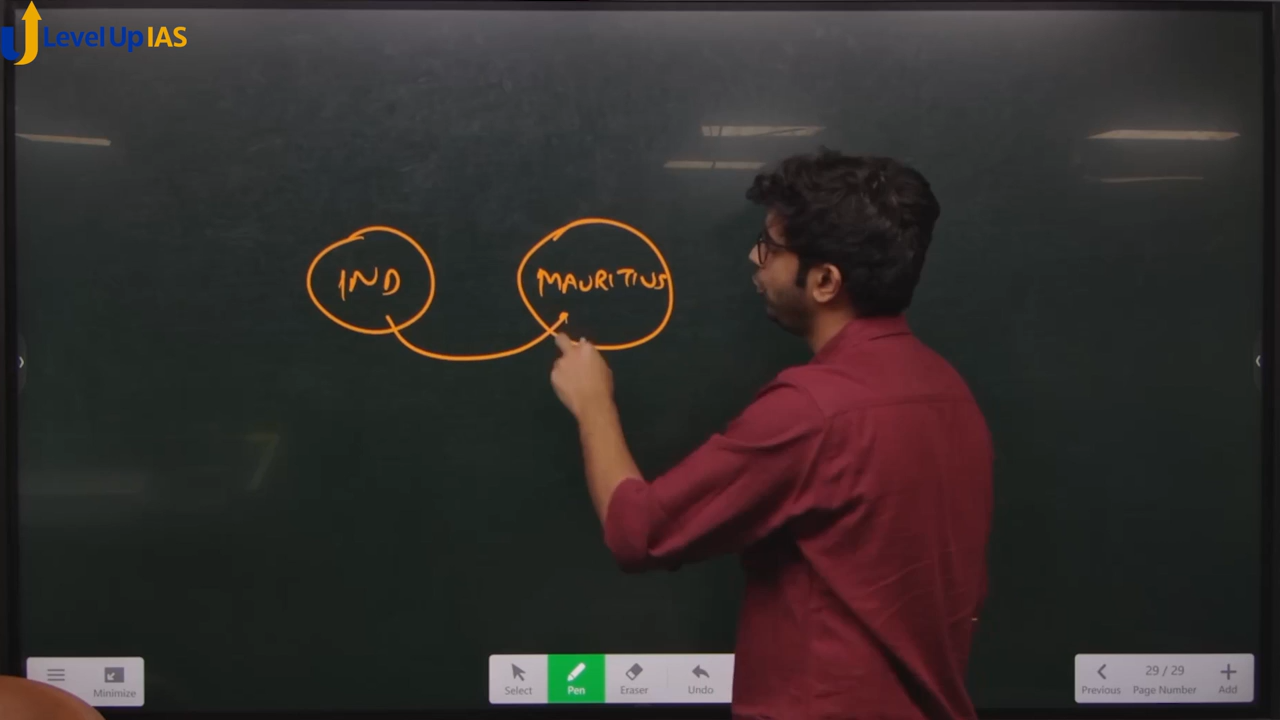 Level Up IAS
IND
MAURITIUS
Minimize
Select
Pen
Eraser
Undo
29 / 29
Previous
Page Number
Add